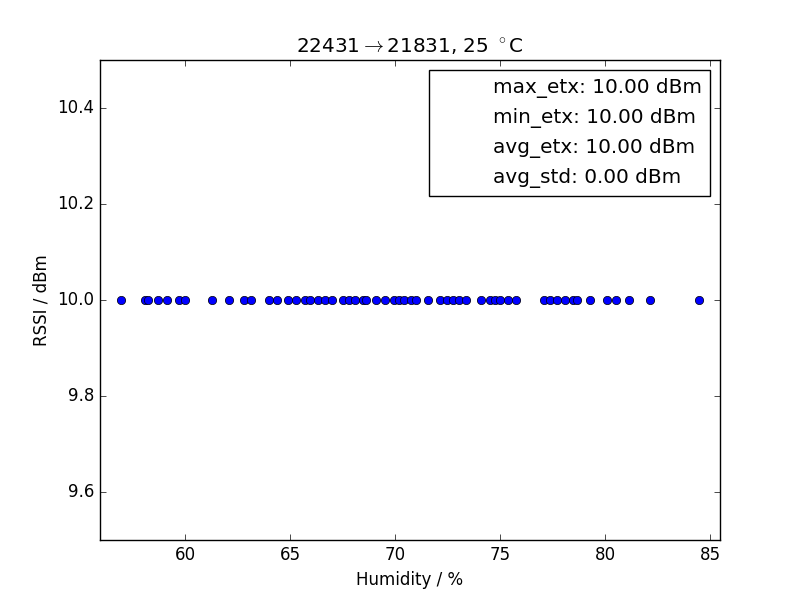 22431→21831, 25 °C
max_etx: 10.00 dBm
min_etx: 10.00 dBm
avg_etx: 10.00 dBm
avg_std: 0.00 dBm
10.4
10.2
10.0
9.8
9.6
RSSI / dBm
60 65 70 75 80 85
Humidity / %